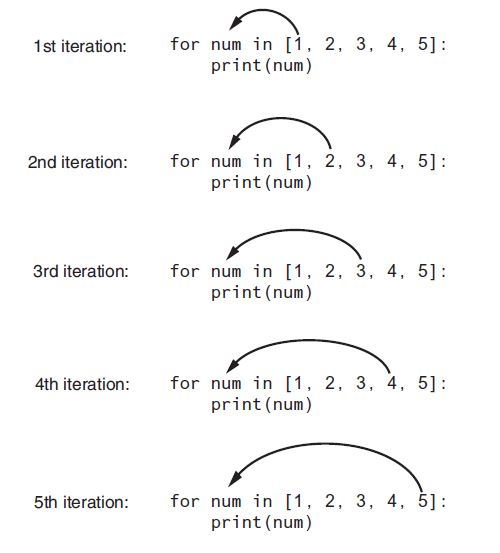 1st iteration: for num in [1, 2, 3, 4, 5]:
print(num)
2nd iteration: for num in [1, 2, 3, 4, 5]:
print(num)
3rd iteration: for num in [1, 2, 3, 4, 5]:
print(num)
4th iteration: for num in [1, 2, 3, 4, 5]:
print(num)
5th iteration: for num in [1, 2, 3, 4, 5]:
print(num)